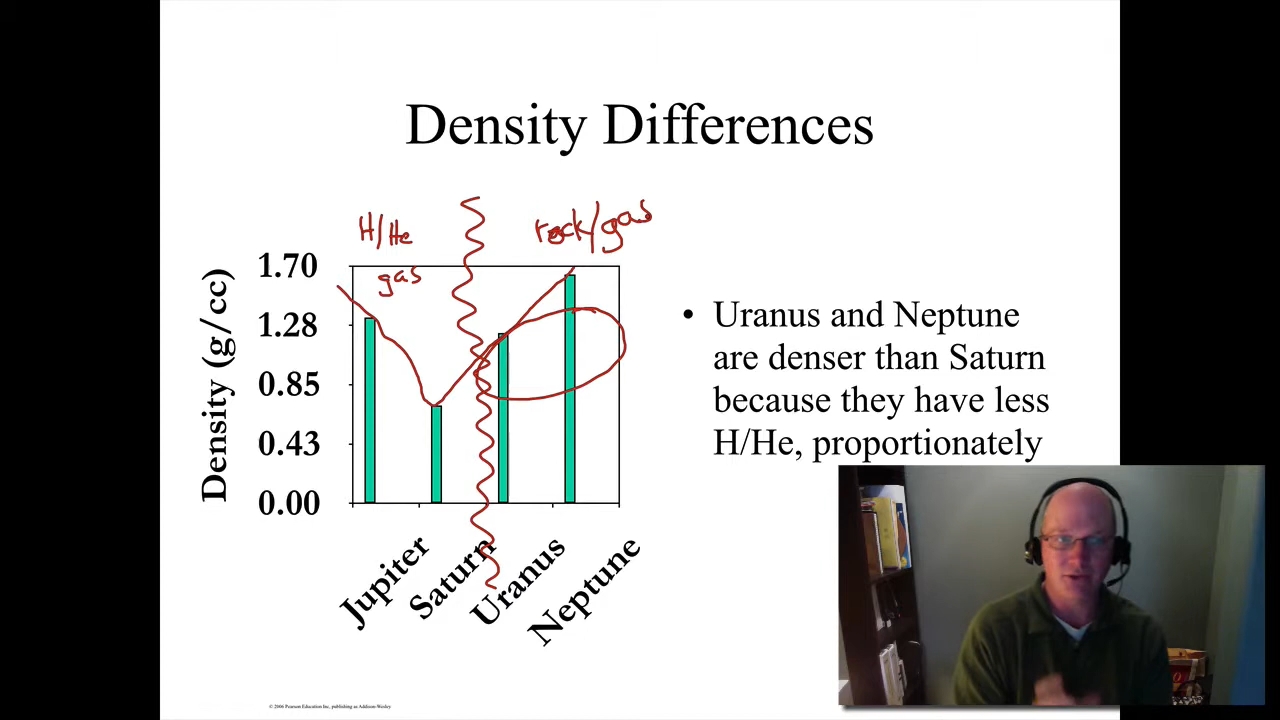 Density Differences
H/He
gas
rock/gas
Density (g/cc)
1.70
1.28
0.85
0.43
0.00
Jupiter
Saturn
Uranus
Neptune
• Uranus and Neptune
are denser than Saturn
because they have less
H/He, proportionately
© 2006 Pearson Education Inc, publishing as Addison-Wesley